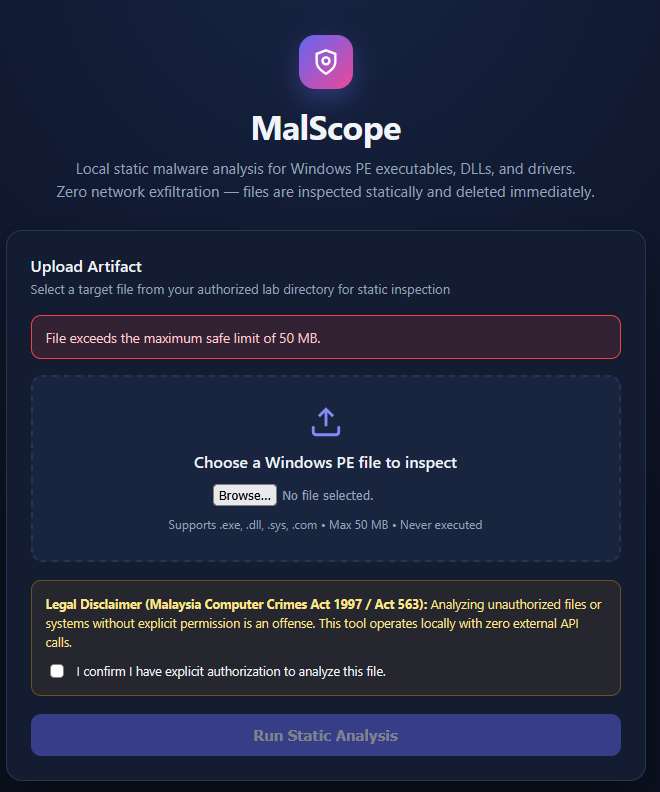 MalScope
Local static malware analysis for Windows PE executables, DLLs, and drivers.
Zero network exfiltration — files are inspected statically and deleted immediately.
Upload Artifact
Select a target file from your authorized lab directory for static inspection
File exceeds the maximum safe limit of 50 MB.
Choose a Windows PE file to inspect
Browse... No file selected.
Supports .exe, .dll, .sys, .com • Max 50 MB • Never executed
Legal Disclaimer (Malaysia Computer Crimes Act 1997 / Act 563): Analyzing unauthorized files or
systems without explicit permission is an offense. This tool operates locally with zero external API
calls.
I confirm I have explicit authorization to analyze this file.
Run Static Analysis